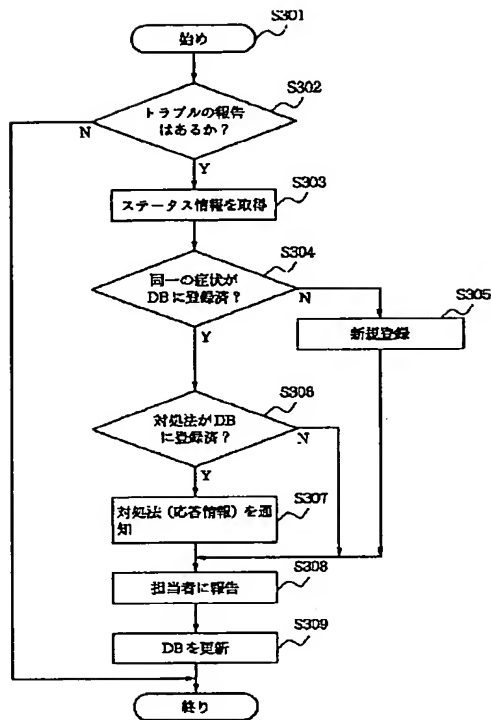 S301
始め
S302
トラブルの報告
はあるか？
N
Y
S303
ステータス情報を取得
S304
同一の症状が
DBに登録済？
N
Y
S305
新規登録
S306
対処法がDB
に登録済？
N
Y
S307
対処法（応答情報）を通
知
S308
担当者に報告
S309
DBを更新
終り